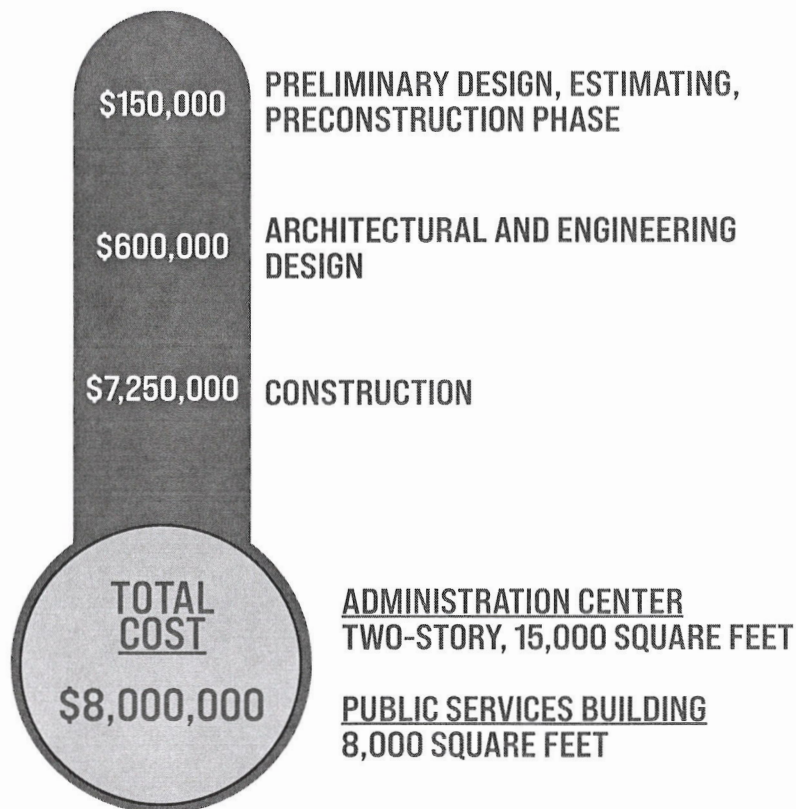 $150,000
PRELIMINARY DESIGN, ESTIMATING,
PRECONSTRUCTION PHASE
$600,000
ARCHITECTURAL AND ENGINEERING
DESIGN
$7,250,000
CONSTRUCTION
TOTAL
COST
$8,000,000
ADMINISTRATION CENTER
TWO-STORY, 15,000 SQUARE FEET
PUBLIC SERVICES BUILDING
8,000 SQUARE FEET